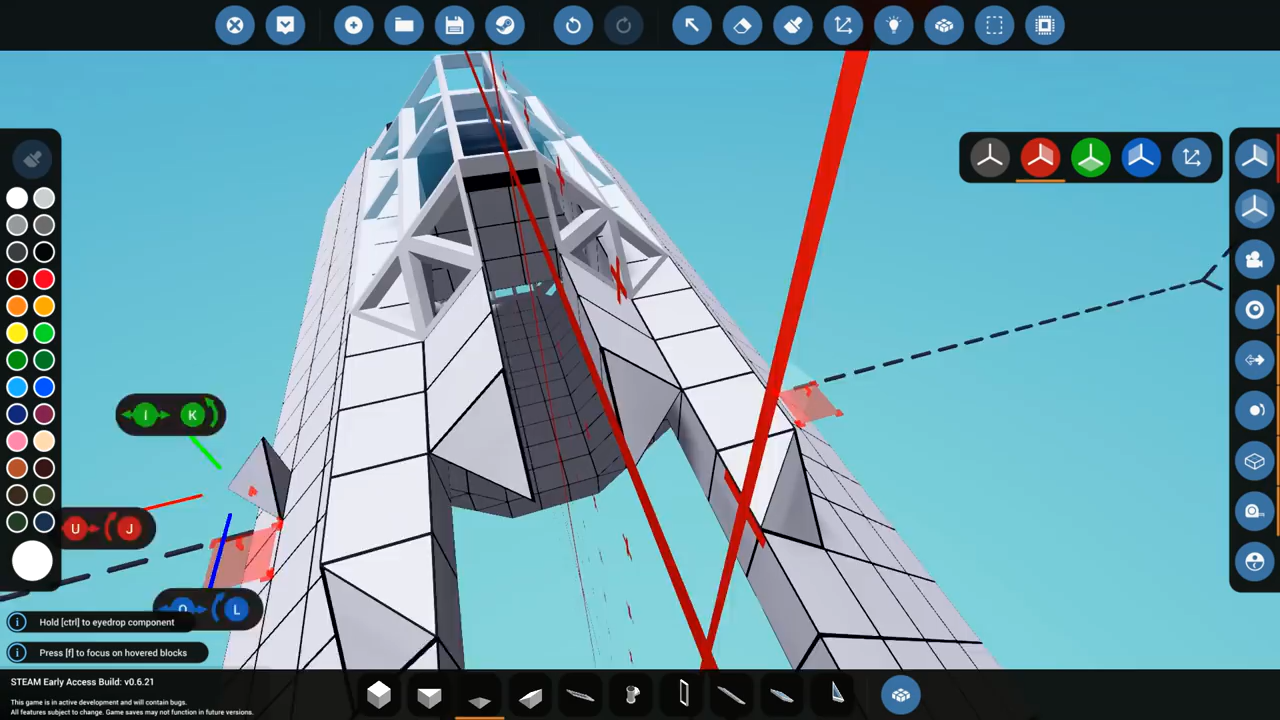 I K
U J
O L
Hold [ctrl] to eyedrop component
Press [f] to focus on hovered blocks
STEAM Early Access Build: v0.6.21
This game is in active development and will contain bugs.
All features subject to change. Game saves may not function in future versions.